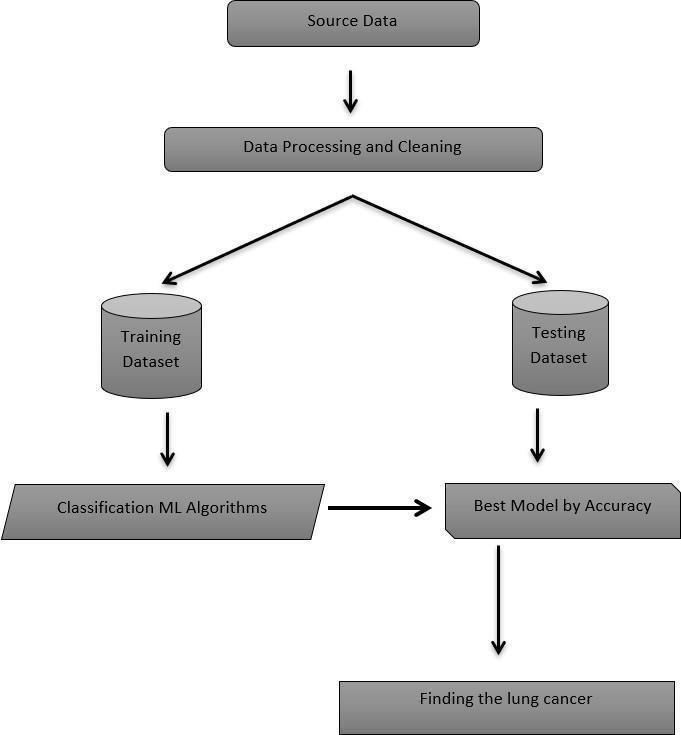 Source Data
Data Processing and Cleaning
Training
Dataset
Testing
Dataset
Classification ML Algorithms
Best Model by Accuracy
Finding the lung cancer